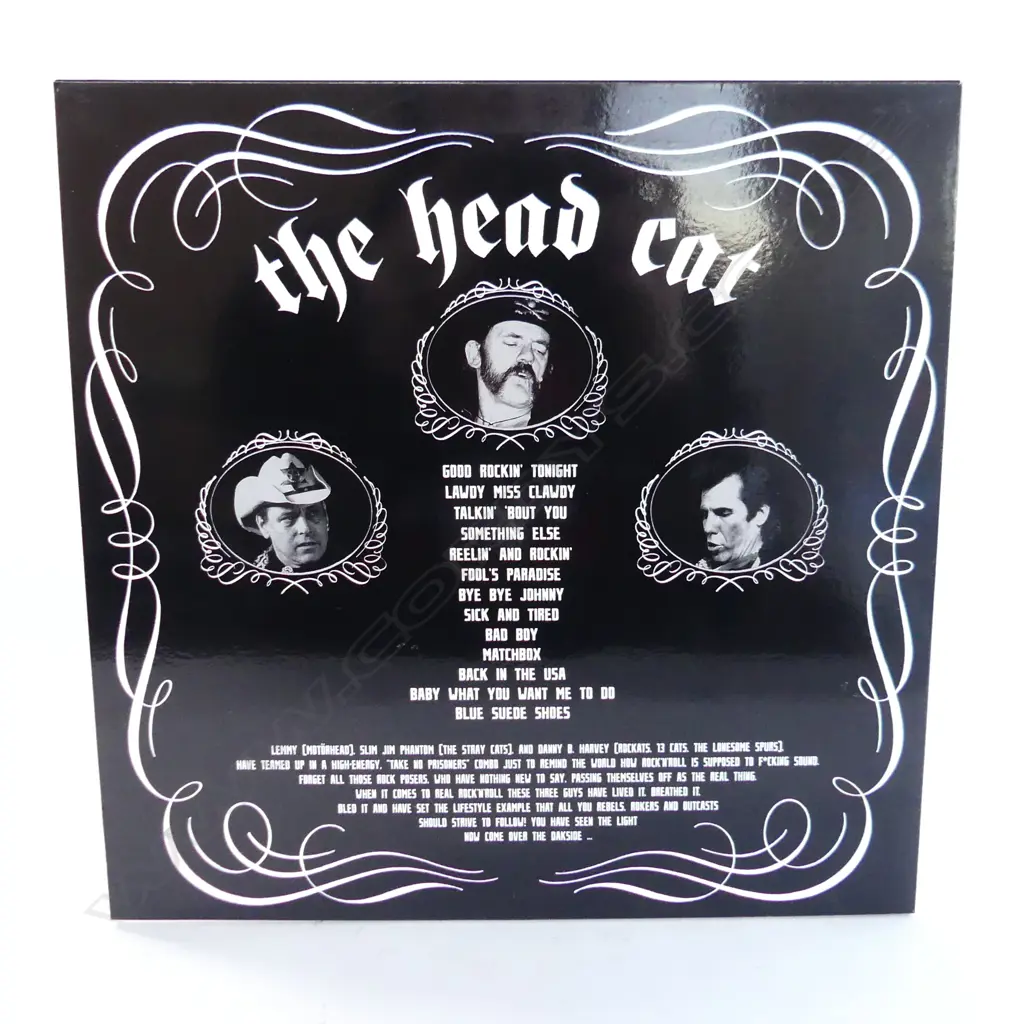 the head cat
GOOD ROCKIN' TONIGHT
LAWDY MISS CLAWDY
TALKIN' 'BOUT YOU
SOMETHING ELSE
REELIN' AND ROCKIN'
FOOL'S PARADISE
BYE BYE JOHNNY
SICK AND TIRED
BAD BOY
MATCHBOX
BACK IN THE USA
BABY WHAT YOU WANT ME TO DO
BLUE SUEDE SHOES
LEMMY (MOTÖRHEAD), SLIM JIM PHANTOM (THE STRAY CATS), AND DANNY B. HARVEY (ROCKATS, 13 CATS, THE LONESOME SPURS),
HAVE TEAMED UP IN A HIGH-ENERGY, "TAKE NO PRISONERS" COMBO JUST TO REMIND THE WORLD HOW ROCK'N'ROLL IS SUPPOSED TO F*CKING SOUND.
FORGET ALL THOSE ROCK POSERS, WHO HAVE NOTHING NEW TO SAY, PASSING THEMSELVES OFF AS THE REAL THING.
WHEN IT COMES TO REAL ROCK'N'ROLL THESE THREE GUYS HAVE LIVED IT, BREATHED IT,
BLED IT AND HAVE SET THE LIFESTYLE EXAMPLE THAT ALL YOU REBELS, ROKERS AND OUTCASTS
SHOULD STRIVE TO FOLLOW! YOU HAVE SEEN THE LIGHT
NOW COME OVER THE DAKSIDE ...